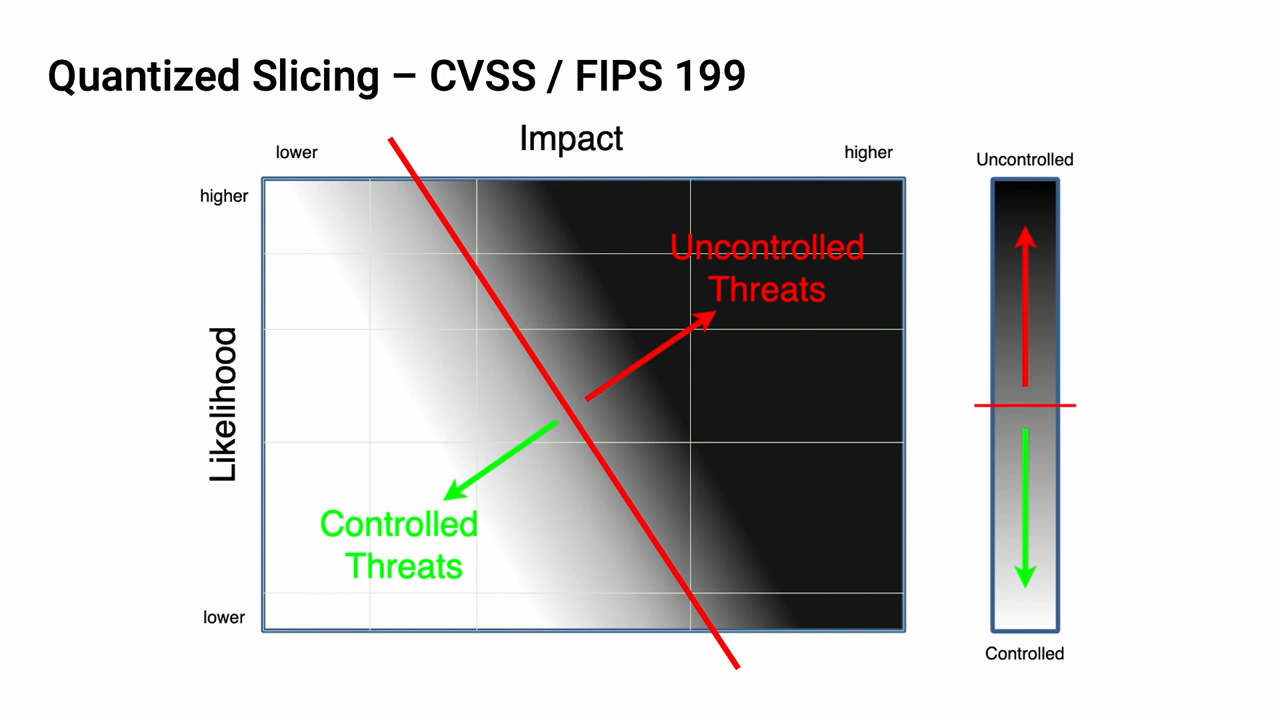 Quantized Slicing – CVSS / FIPS 199
Impact
lower
higher
Uncontrolled
higher
Uncontrolled
Threats
Likelihood
Controlled
Threats
lower
Controlled